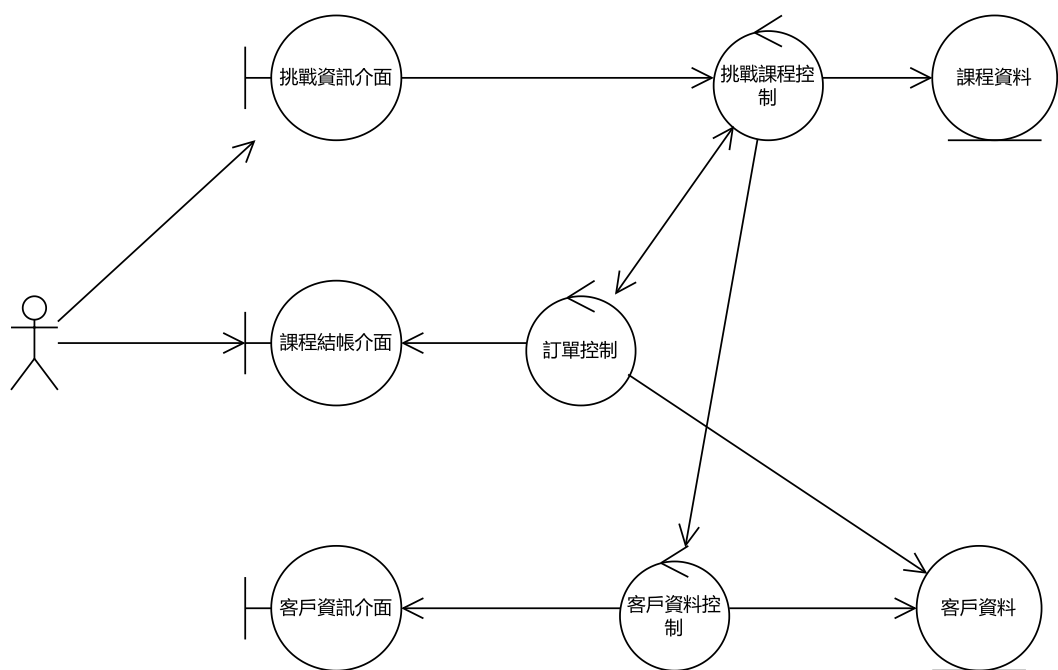 挑戰資訊介面
挑戰課程控
制
課程資料
課程結帳介面
訂單控制
客戶資訊介面
客戶資料控
制
客戶資料